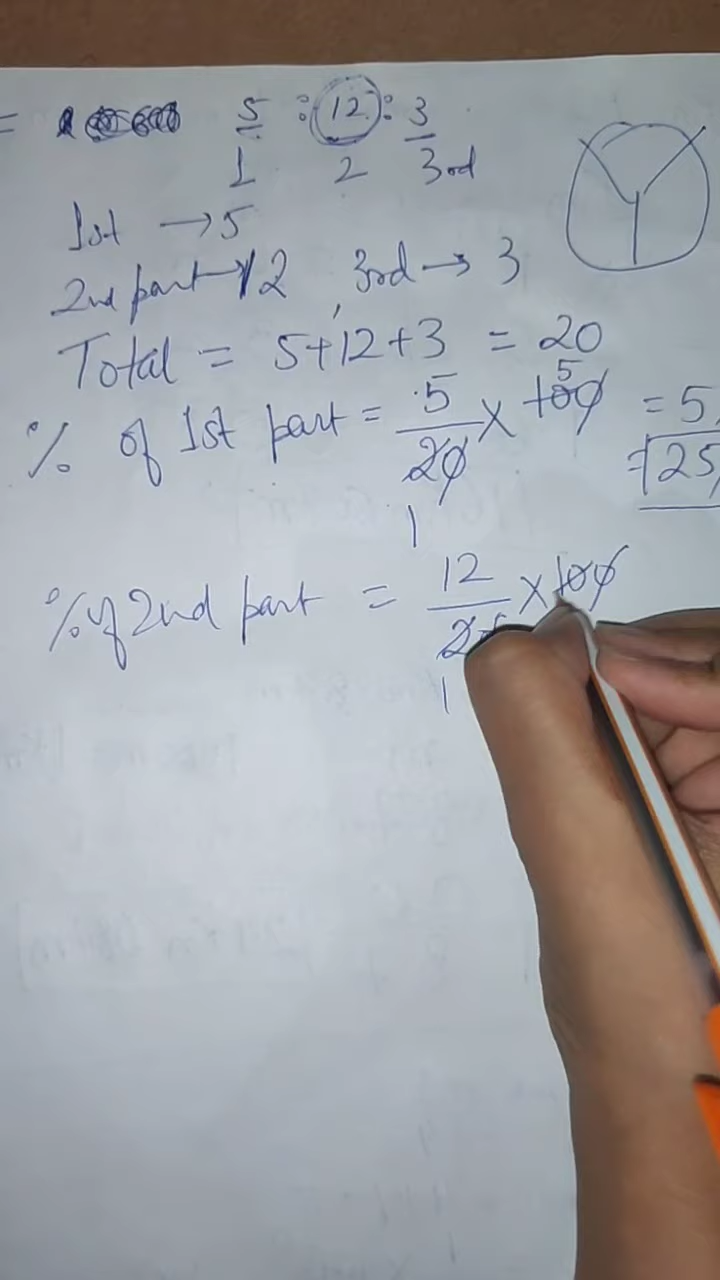 = 5 : 12 : 3
1 2 3rd
1st → 5
2nd part → 12 3rd → 3
Total = 5+12+3 = 20
% of 1st part = 5/20 × 100 = 5
5
1
= 25
% of 2nd part = 12/20 × 100
1